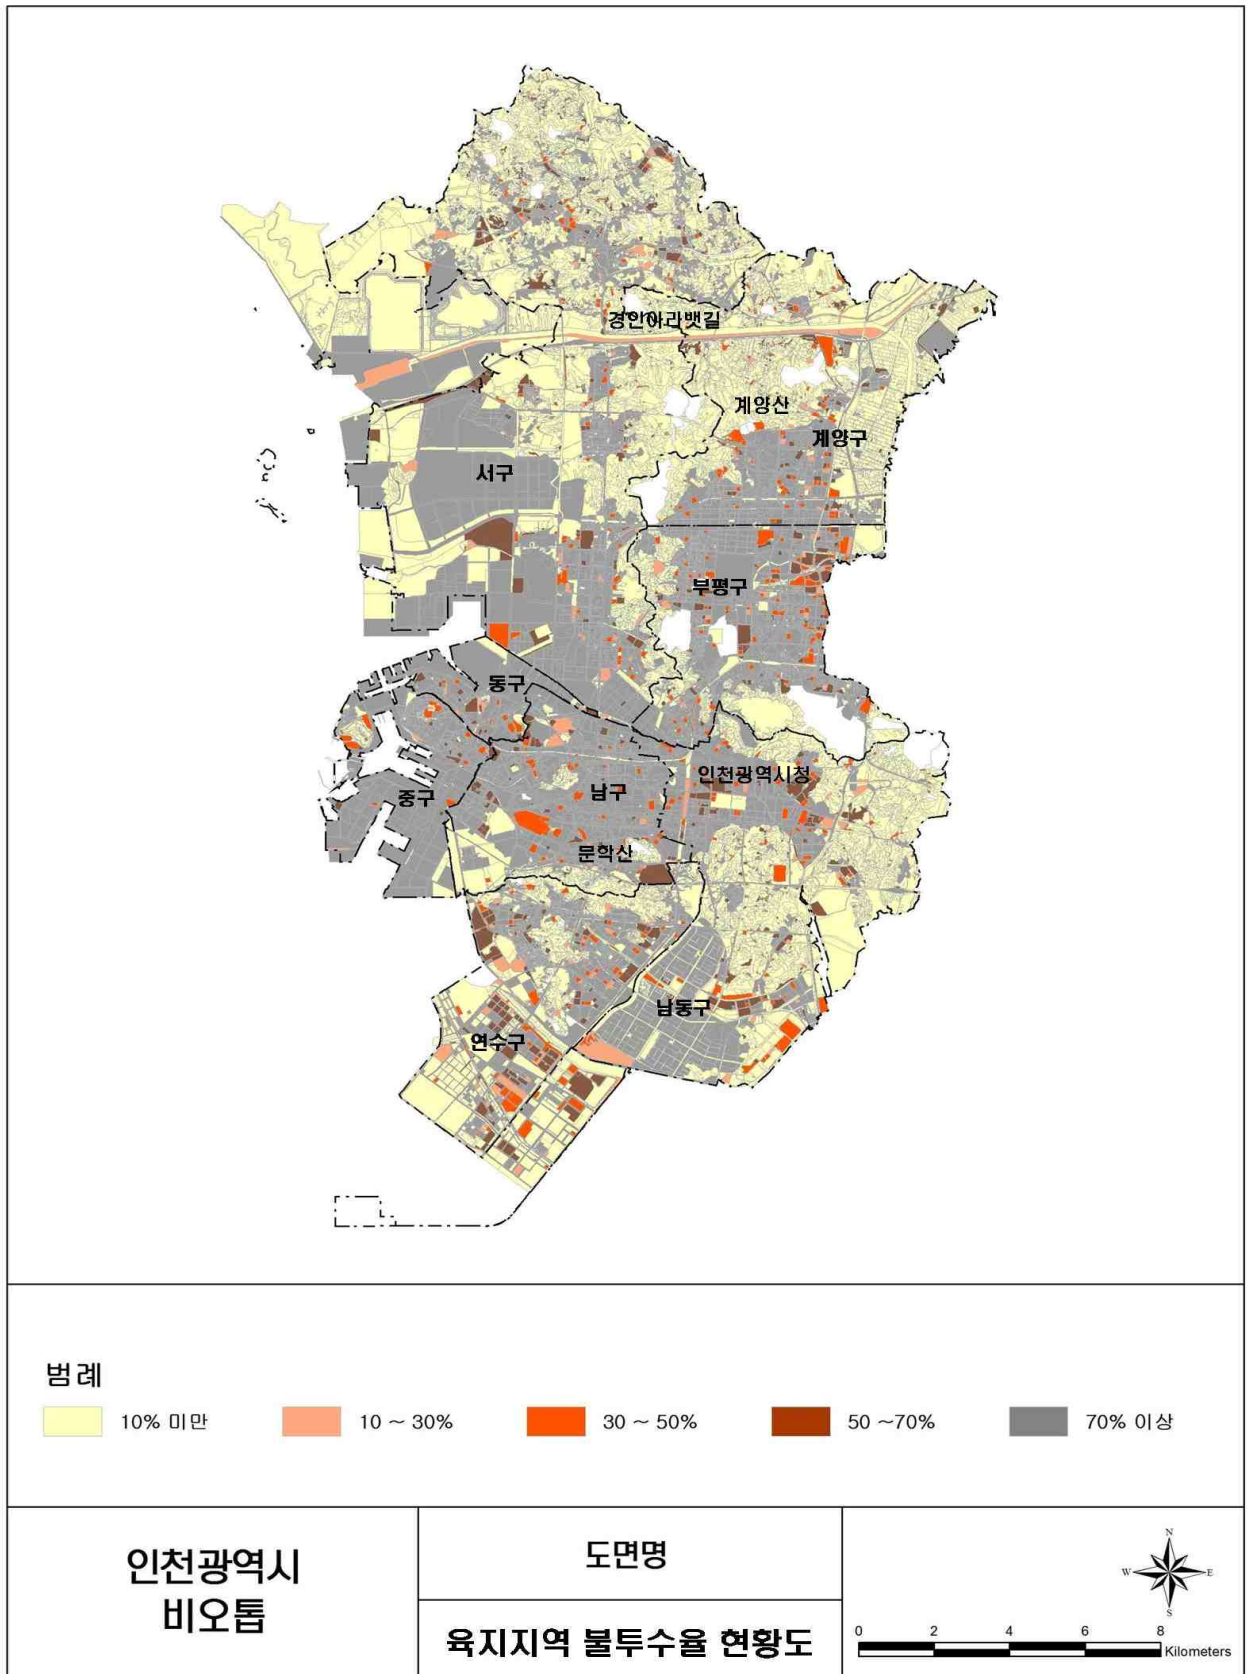 경인아라뱃길
계양산
계양구
서구
부평구
동구
인천광역시청
남구
중구
문학산
남동구
연수구
범례
10% 미만
10 ~ 30%
30 ~ 50%
50 ~70%
70% 이상
인천광역시
비오톱
도면명
육지지역 불투수율 현황도
N
W
E
S
0 2 4 6 8
Kilometers